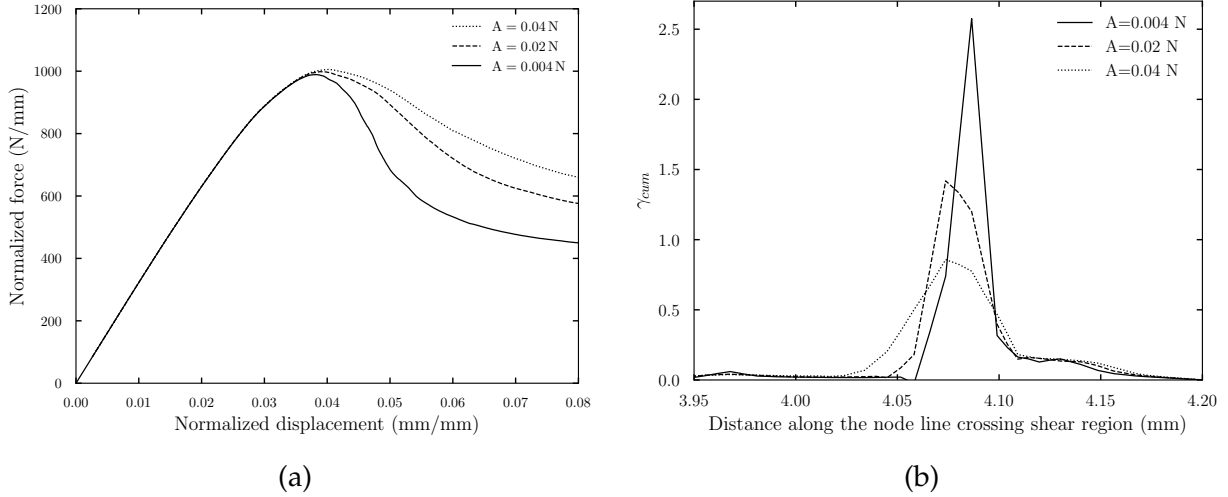 1200
1000
800
600
400
200
0
0.00 0.01 0.02 0.03 0.04 0.05 0.06 0.07 0.08
Normalized displacement (mm/mm)
Normalized force (N/mm)
A = 0.04 N
A = 0.02 N
A = 0.004 N
(a)
2.5
2.0
1.5
1.0
0.5
0.0
3.95 4.00 4.05 4.10 4.15 4.20
Distance along the node line crossing shear region (mm)
γcum
A=0.004 N
A=0.02 N
A=0.04 N
(b)